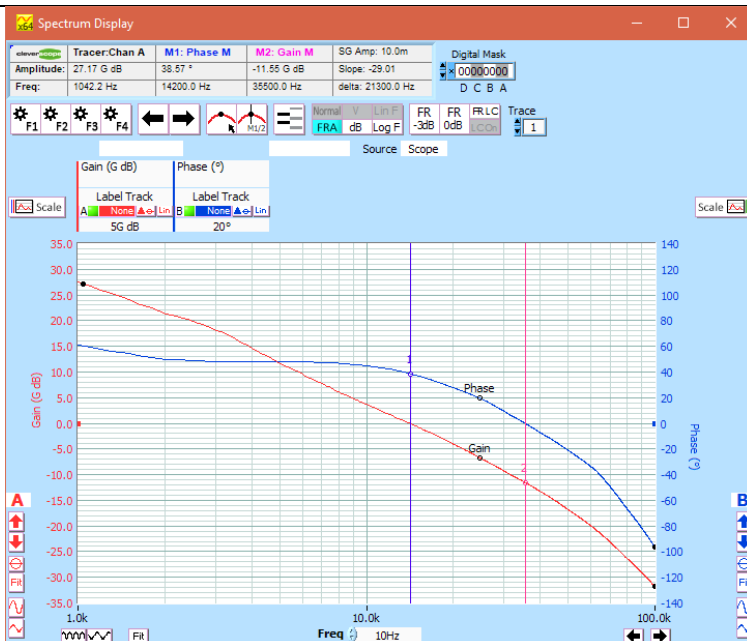 x64 Spectrum Display
cleverscope Tracer:Chan A M1: Phase M M2: Gain M SG Amp: 10.0m Digital Mask
Amplitude: 27.17 G dB 38.57 ° -11.55 G dB Slope: -29.01 × 00000000
Freq: 1042.2 Hz 14200.0 Hz 35500.0 Hz delta: 21300.0 Hz D C B A
F1 F2 F3 F4 M1/2 Normal V Lin F FR FR FR LC Trace
FRA dB Log F -3dB 0dB LC On 1
Source Scope
Gain (G dB) Phase (°)
Label Track Label Track
Scale A None Lin B None Lin Scale
5G dB 20°
35.0 140
30.0 120
25.0 100
20.0 80
15.0 60
10.0 1 40
5.0 Phase 20
0.0 0
Gain (G dB) Phase (°)
-5.0 Gain -20
-10.0 2 -40
A -15.0 -60 B
-20.0 -80
-25.0 -100
Fit -30.0 -120 Fit
-35.0 -140
1.0k 10.0k 100.0k
Fit Freq 10Hz